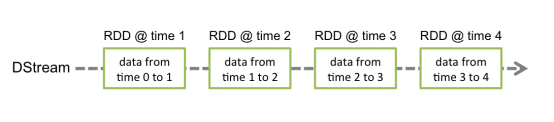 RDD @ time 1 RDD @ time 2 RDD @ time 3 RDD @ time 4
DStream
data from
time 0 to 1
data from
time 1 to 2
data from
time 2 to 3
data from
time 3 to 4